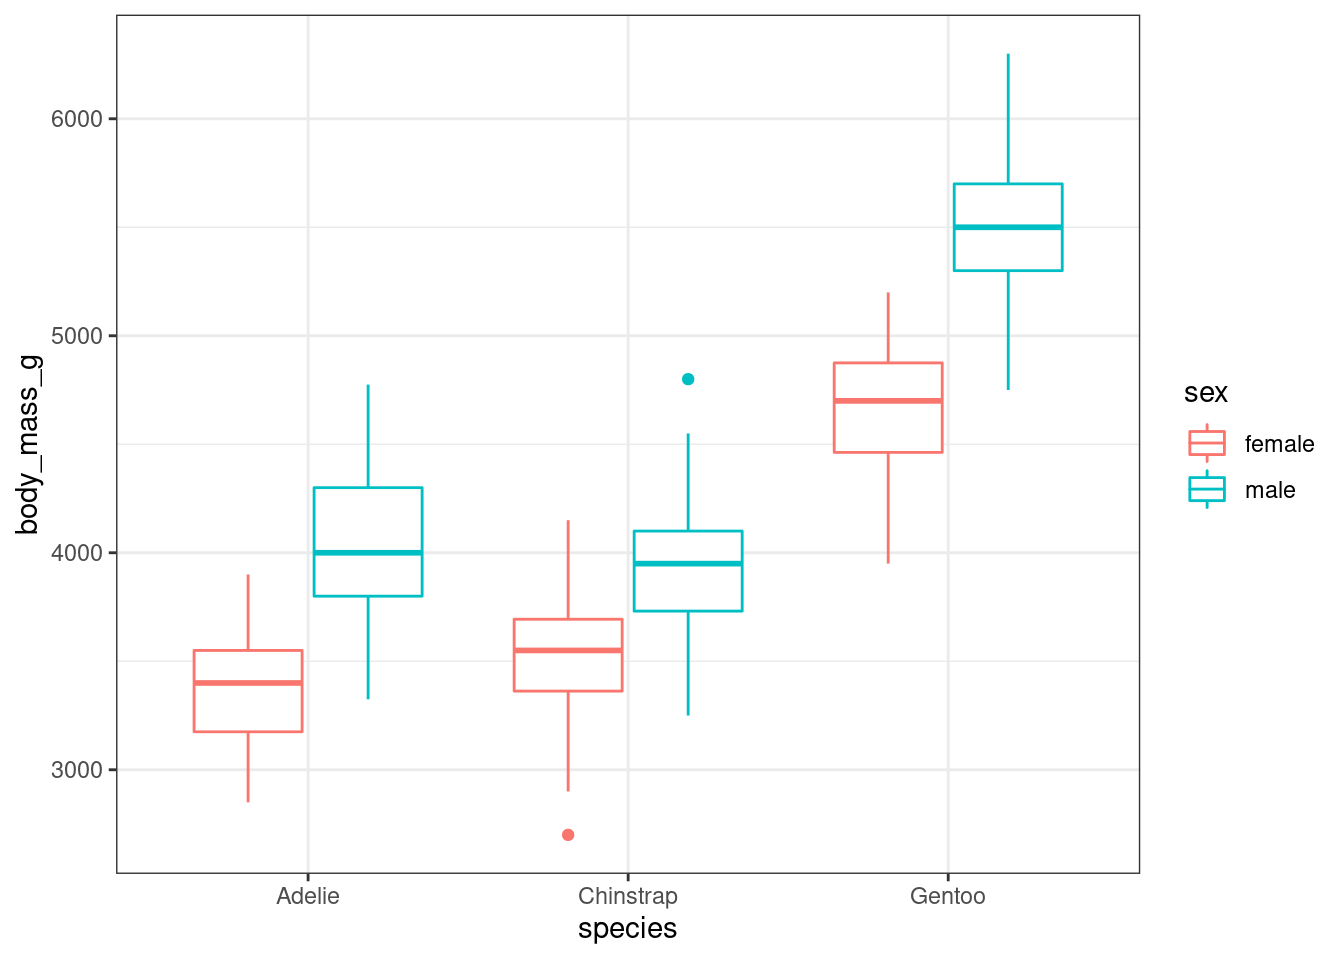 body_mass_g
6000
5000
4000
3000
Adelie
Chinstrap
Gentoo
species
sex
female
male